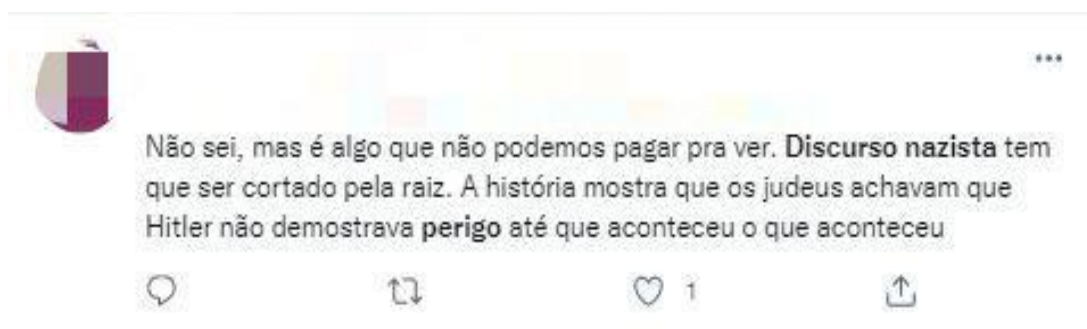 Não sei, mas é algo que não podemos pagar pra ver. Discurso nazista tem
que ser cortado pela raiz. A história mostra que os judeus achavam que
Hitler não demostrava perigo até que aconteceu o que aconteceu
1